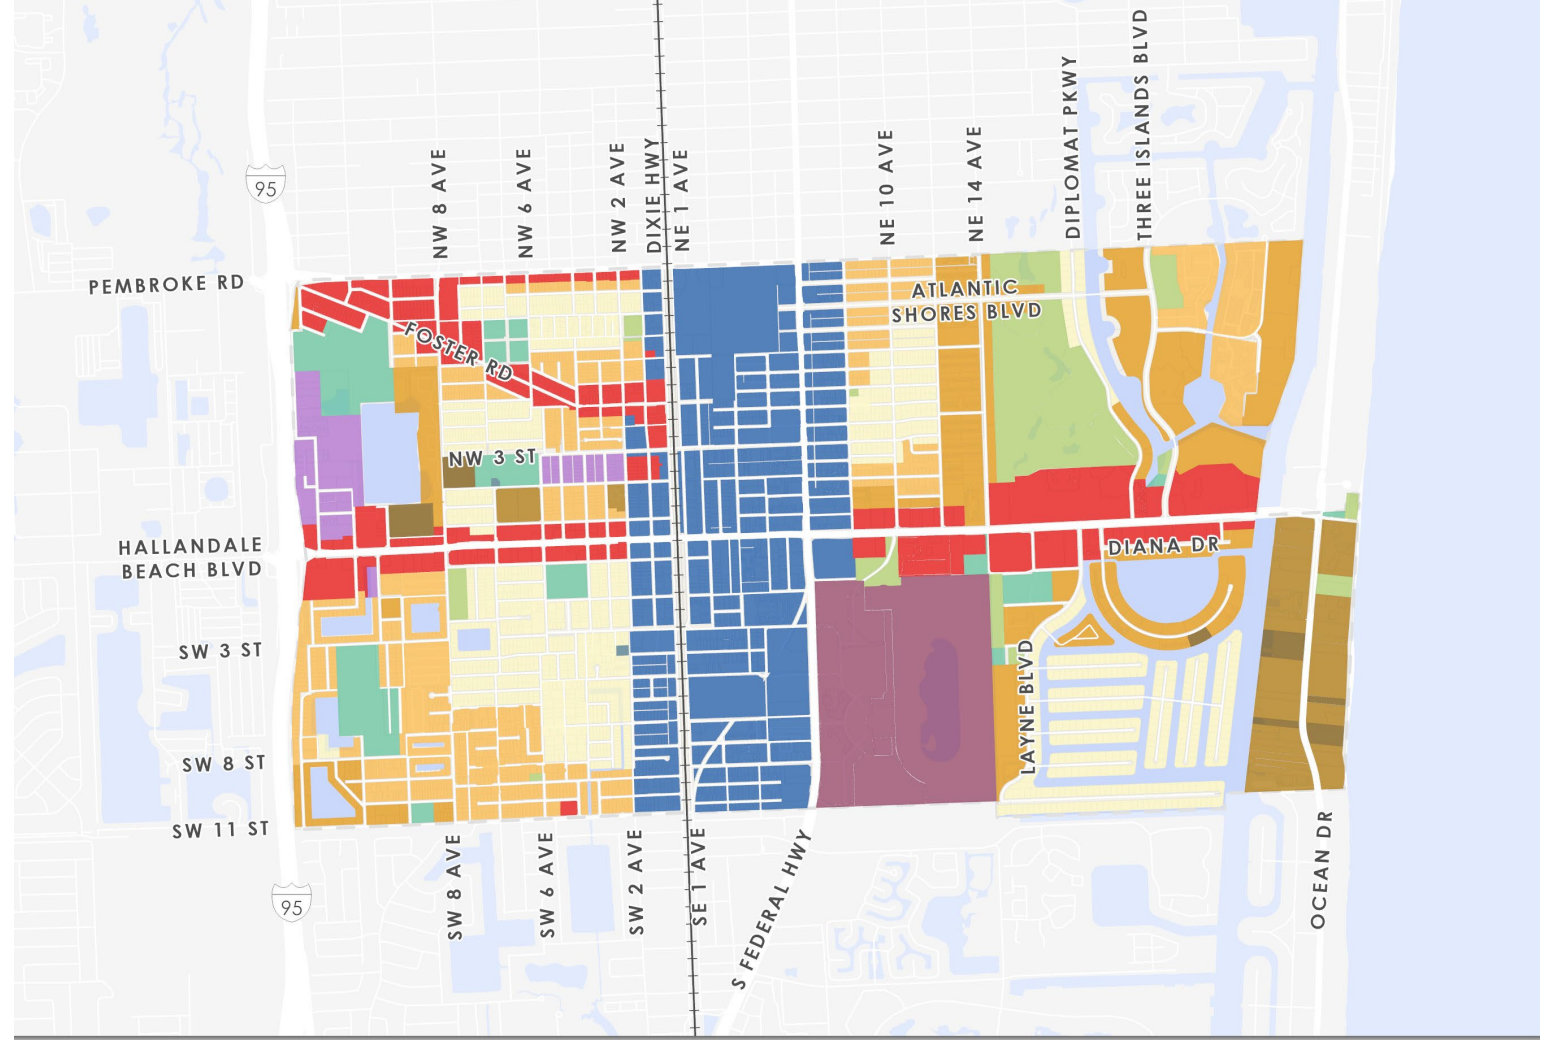 THREE ISLANDS BLVD
DIPLOMAT PKWY
NE 14 AVE
NE 10 AVE
NE 1 AVE
DIXIE HWY
NW 2 AVE
NW 6 AVE
NW 8 AVE
95
PEMBROKE RD
ATLANTIC
SHORES BLVD
FOSTER RD
NW 3 ST
HALLANDALE
BEACH BLVD
DIANA DR
SW 3 ST
LAYNE BLVD
SW 8 ST
SW 11 ST
SW 8 AVE
SW 6 AVE
SW 2 AVE
SE 1 AVE
S FEDERAL HWY
OCEAN DR
95